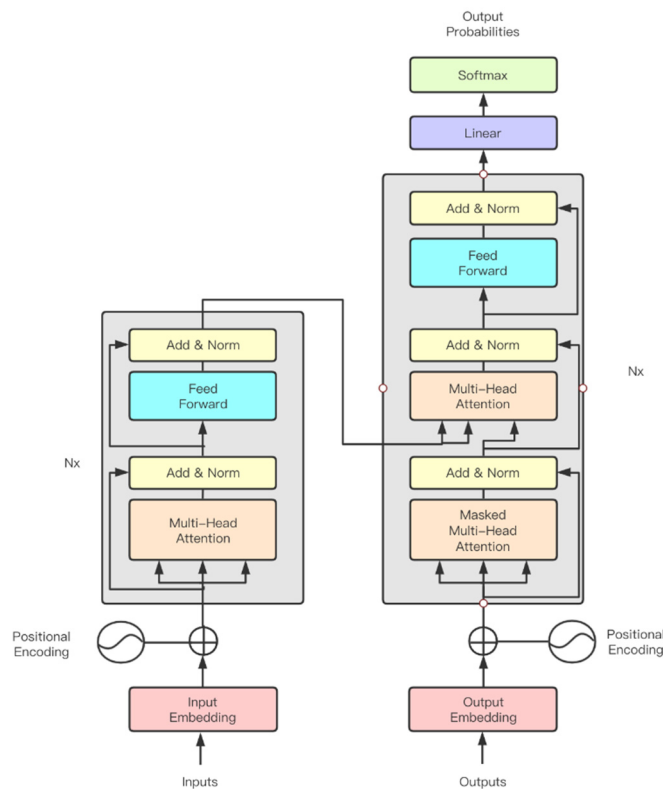 Output
Probabilities
Softmax
Linear
Add & Norm
Feed
Forward
Add & Norm
Multi-Head
Attention
Nx
Add & Norm
Masked
Multi-Head
Attention
Add & Norm
Feed
Forward
Nx
Add & Norm
Multi-Head
Attention
Positional
Encoding
Positional
Encoding
Input
Embedding
Output
Embedding
Inputs
Outputs